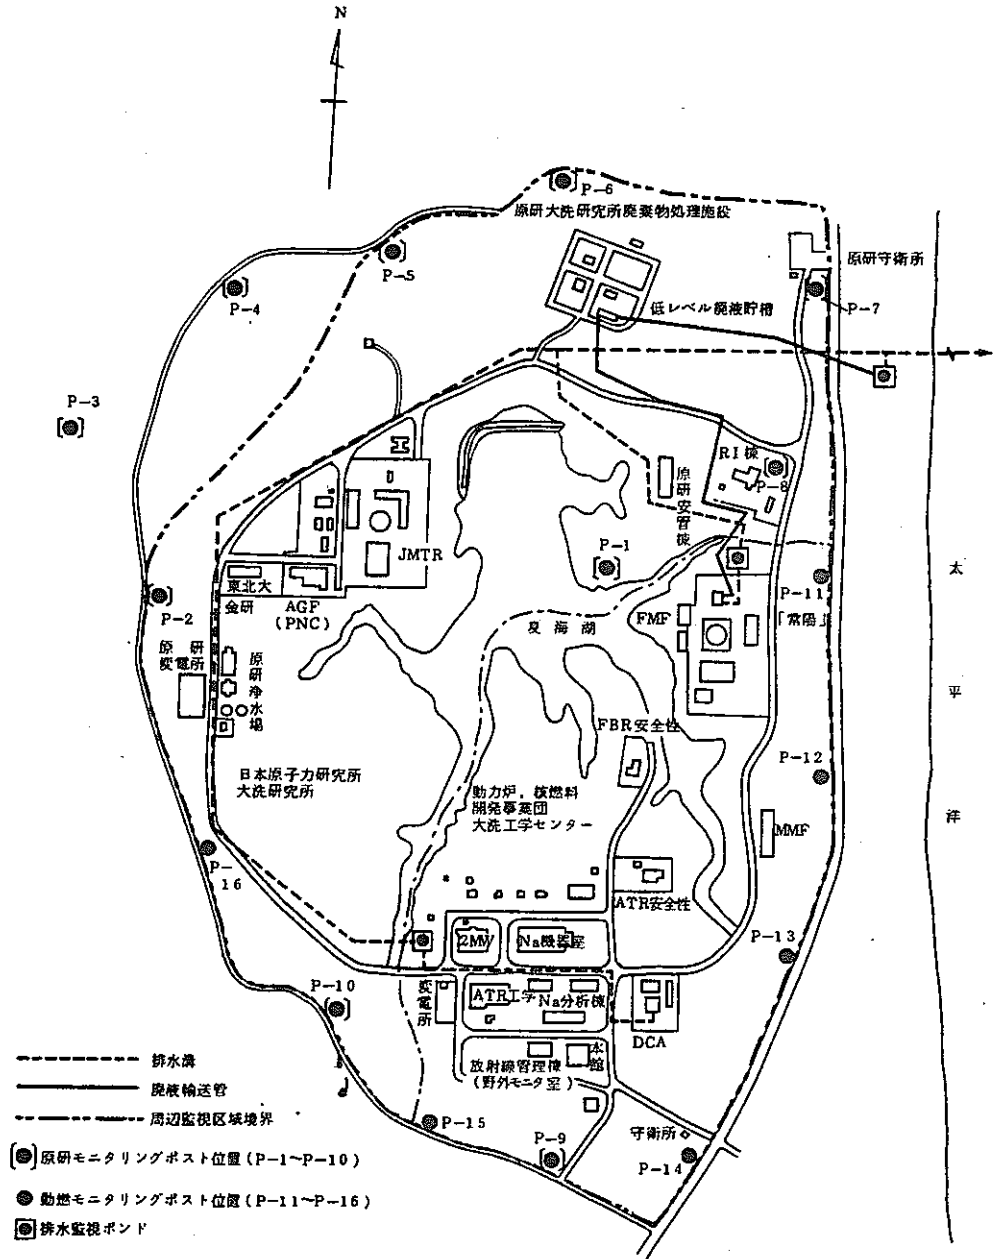 N
P-6
原研大洗研究所廃棄物処理施設
原研守衛所
P-5
P-4
P-7
低レベル廃液貯槽
P-3
RI棟
P-8
原研安管棟
JMTR
P-1
P-11
「常陽」
太平洋
東北大
金研
AGF
(PNC)
P-2
夏海湖
FMF
原研
変電所
原研浄水場
FBR安全性
P-12
日本原子力研究所
大洗研究所
動力炉,核燃料
開発事業団
大洗工学センター
MMF
P-
16
ATR安全性
2MW
Na機器座
P-13
P-10
変電所
ATR工学
Na分析棟
DCA
本館
放射線管理棟
(野外モニタ室)
排水溝
廃液輸送管
周辺監視区域境界
P-15
守衛所
P-9
P-14
原研モニタリングポスト位置(P-1~P-10)
動燃モニタリングポスト位置(P-11~P-16)
排水監視ポンド